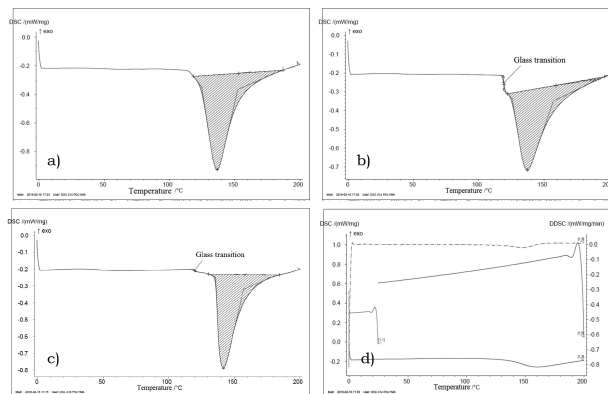 DSC /(mW/mg)
↑ exo
0.0
-0.2
-0.4
-0.6
-0.8
a)
0 50 100 150 200
Temperature /°C
DSC /(mW/mg)
↑ exo
0.0
-0.1
-0.2
-0.3
-0.4
-0.5
-0.6
-0.7
Glass transition
b)
0 50 100 150 200
Temperature /°C
DSC /(mW/mg)
↑ exo
0.0
-0.1
-0.2
-0.3
-0.4
-0.5
-0.6
-0.7
-0.8
Glass transition
c)
0 50 100 150 200
Temperature /°C
DSC /(mW/mg)
DDSC /(mW/mg/min)
↑ exo
1.0
0.8
0.6
0.4
0.2
0.0
-0.2
0.0
-0.1
-0.2
-0.3
-0.4
-0.5
-0.6
-0.7
-0.8
d)
0 50 100 150 200
Temperature /°C